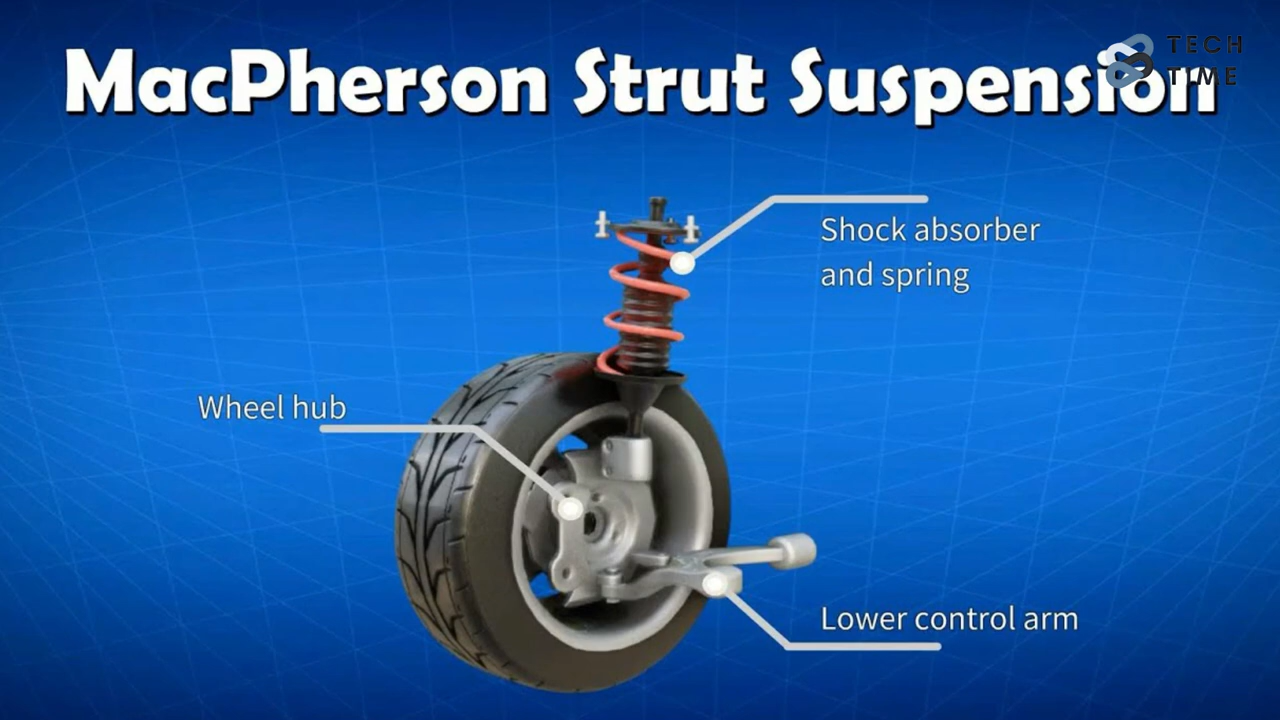 MacPherson Strut Suspension
TECH
TIME
Shock absorber
and spring
Wheel hub
Lower control arm